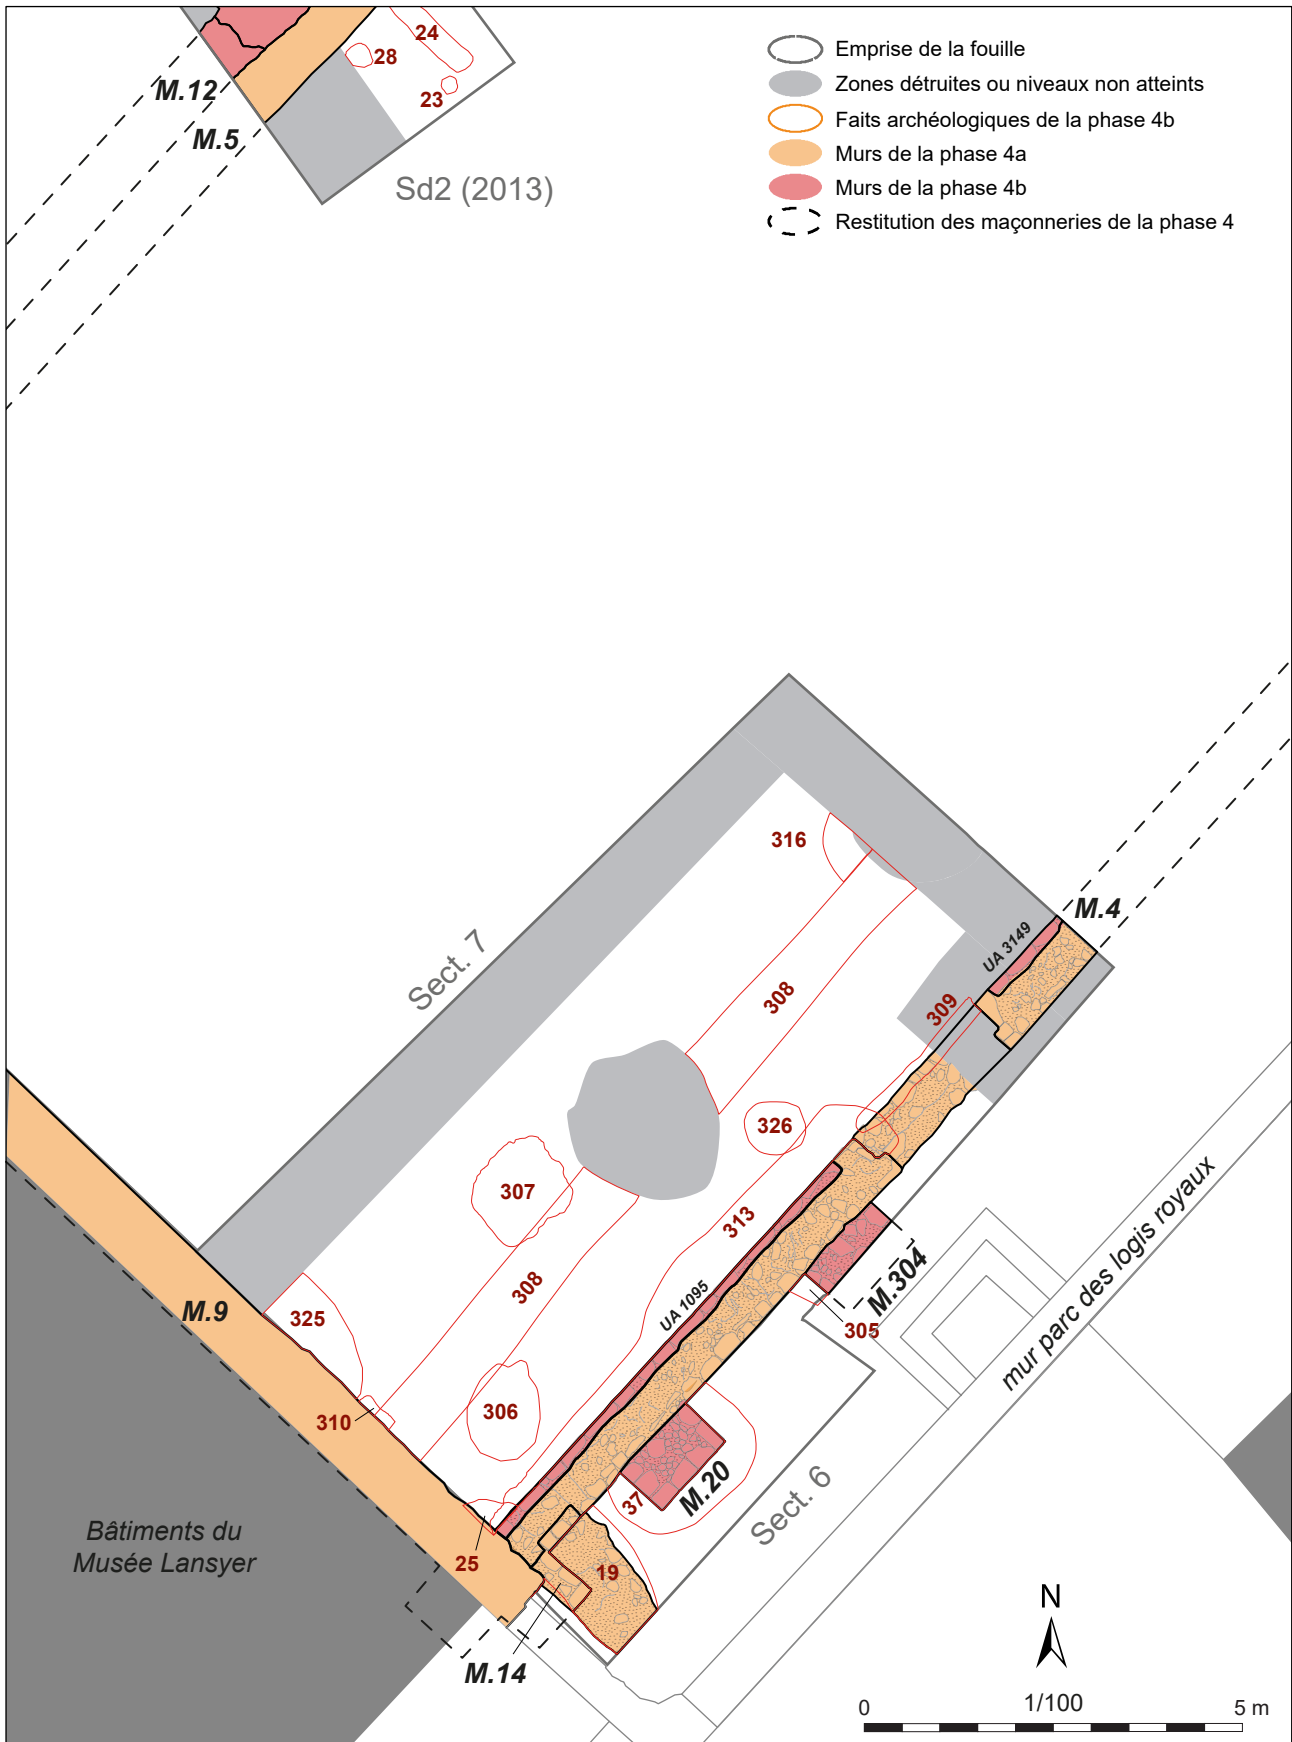 24
28
23
M.12
M.5
Sd2 (2013)
Emprise de la fouille
Zones détruites ou niveaux non atteints
Faits archéologiques de la phase 4b
Murs de la phase 4a
Murs de la phase 4b
Restitution des maçonneries de la phase 4
316
M.4
UA 3149
Sect. 7
308
309
326
307
313
mur parc des logis royaux
308
M.304
UA 1095
M.9
325
305
310
306
M.20
37
Sect. 6
Bâtiments du
Musée Lansyer
25
19
M.14
N
0
1/100
5 m